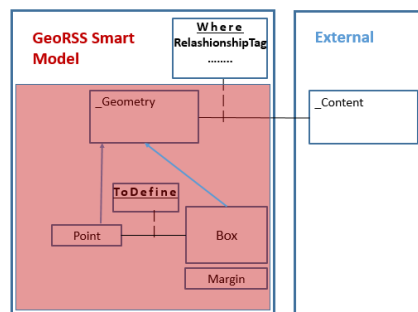 GeoRSS Smart
Model
Where
RelashionshipTag
........
External
_Geometry
_Content
ToDefine
Point
Box
Margin